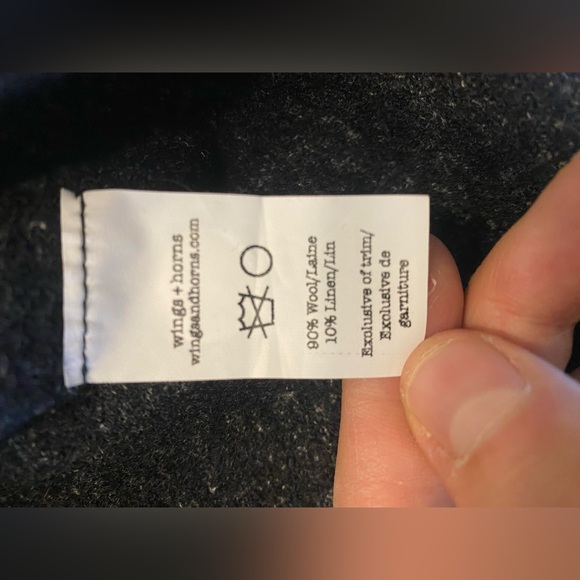 wings + horns
wingsandhorns.com
90% Wool/Laine
10% Linen/Lin
Exclusive of trim/
Exclusive de
garniture